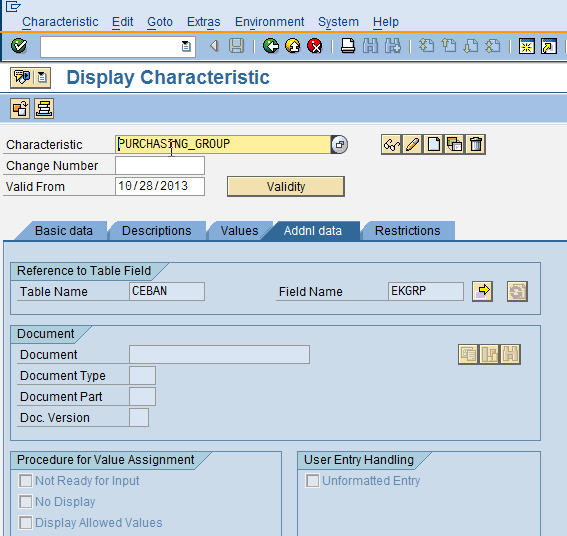 Characteristic Edit Goto Extras Environment System Help
Display Characteristic
Characteristic PURCHASING_GROUP
Change Number
Valid From 10/28/2013 Validity
Basic data Descriptions Values Addnl data Restrictions
Reference to Table Field
Table Name CEBAN Field Name EKGRP
Document
Document
Document Type
Document Part
Doc. Version
Procedure for Value Assignment User Entry Handling
Not Ready for Input Unformatted Entry
No Display
Display Allowed Values